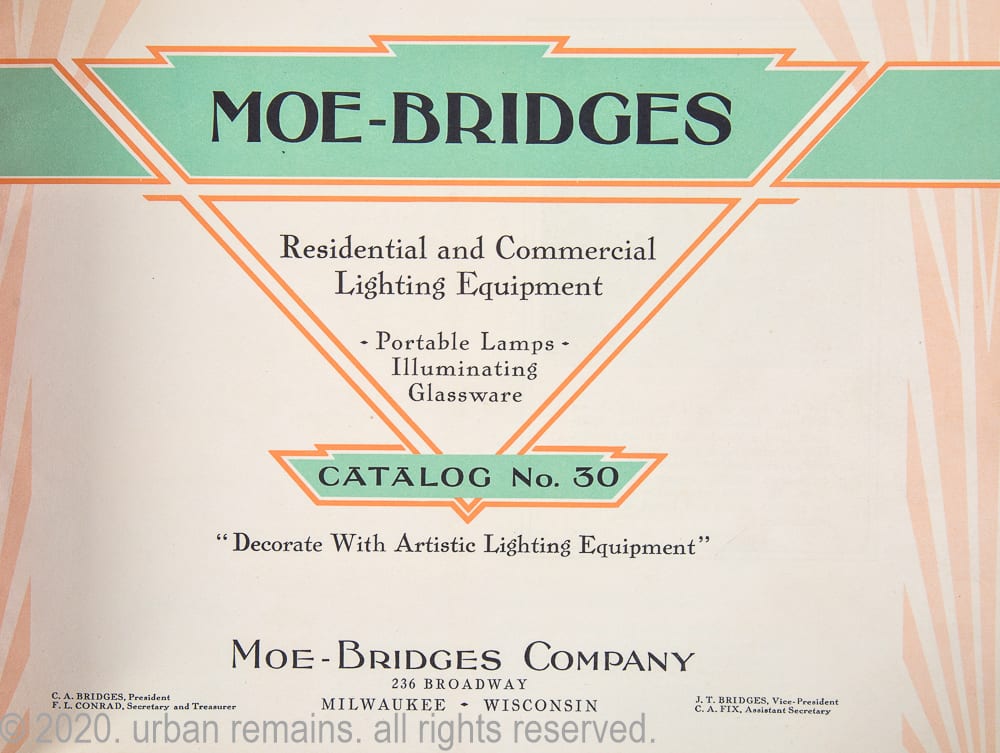 MOE-BRIDGES
Residential and Commercial
Lighting Equipment
- Portable Lamps -
Illuminating
Glassware
CATALOG No. 30
“Decorate With Artistic Lighting Equipment”
MOE-BRIDGES COMPANY
236 BROADWAY
MILWAUKEE - WISCONSIN
C. A. BRIDGES, President
F. L. CONRAD, Secretary and Treasurer
J. T. BRIDGES, Vice-President
C. A. FIX, Assistant Secretary
© 2020. urban remains. all rights reserved.